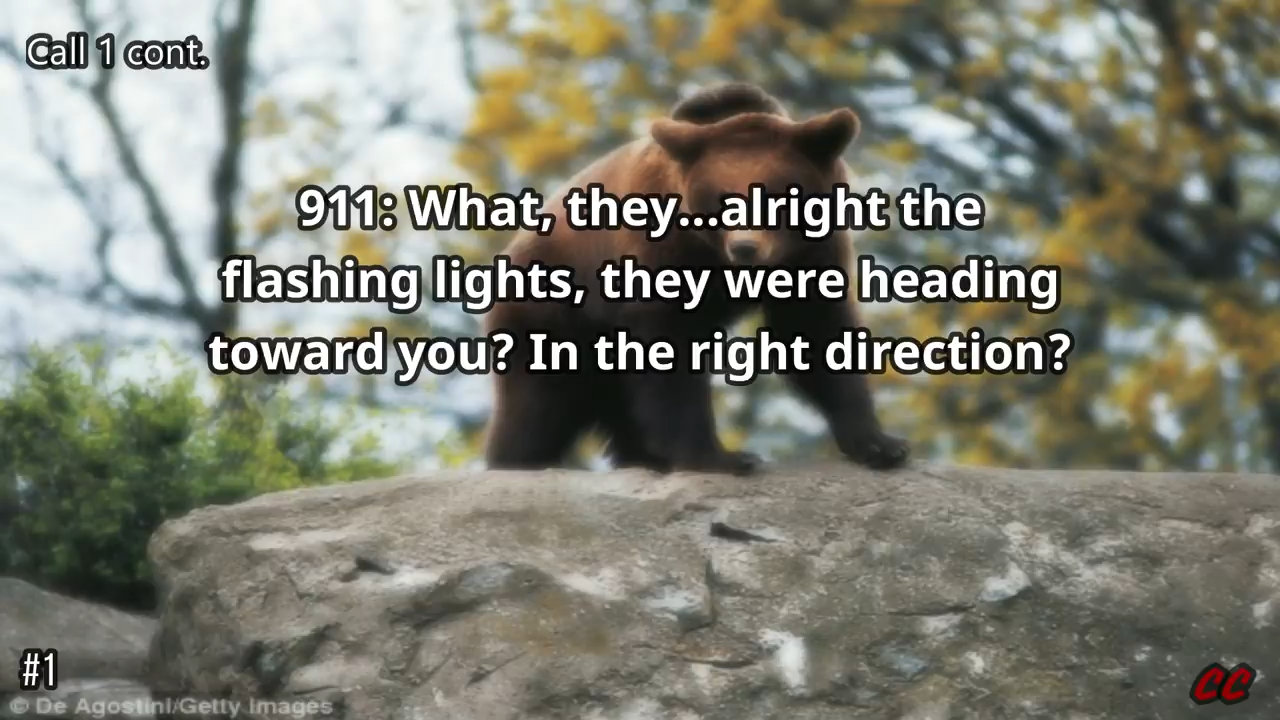 Call 1 cont.
911: What, they...alright the
flashing lights, they were heading
toward you? In the right direction?
#1
© De Agostini/Getty Images
CC